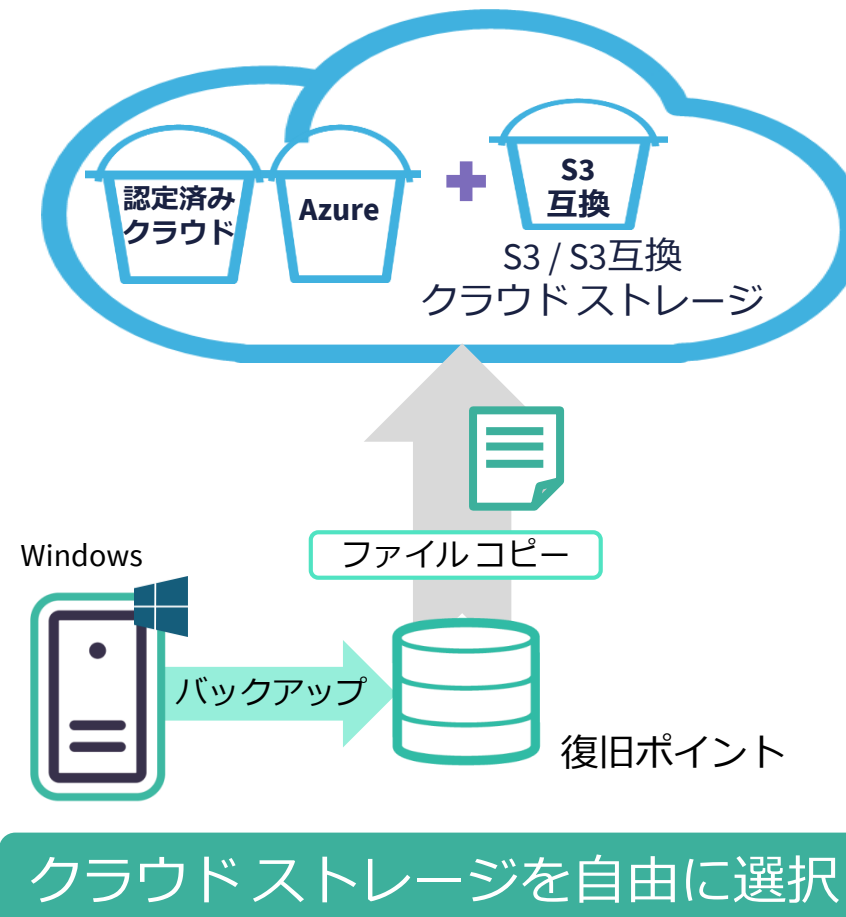 認定済み
クラウド
Azure
S3
互換
S3 / S3互換
クラウド ストレージ
ファイル コピー
Windows
バックアップ
復旧ポイント
クラウド ストレージを自由に選択